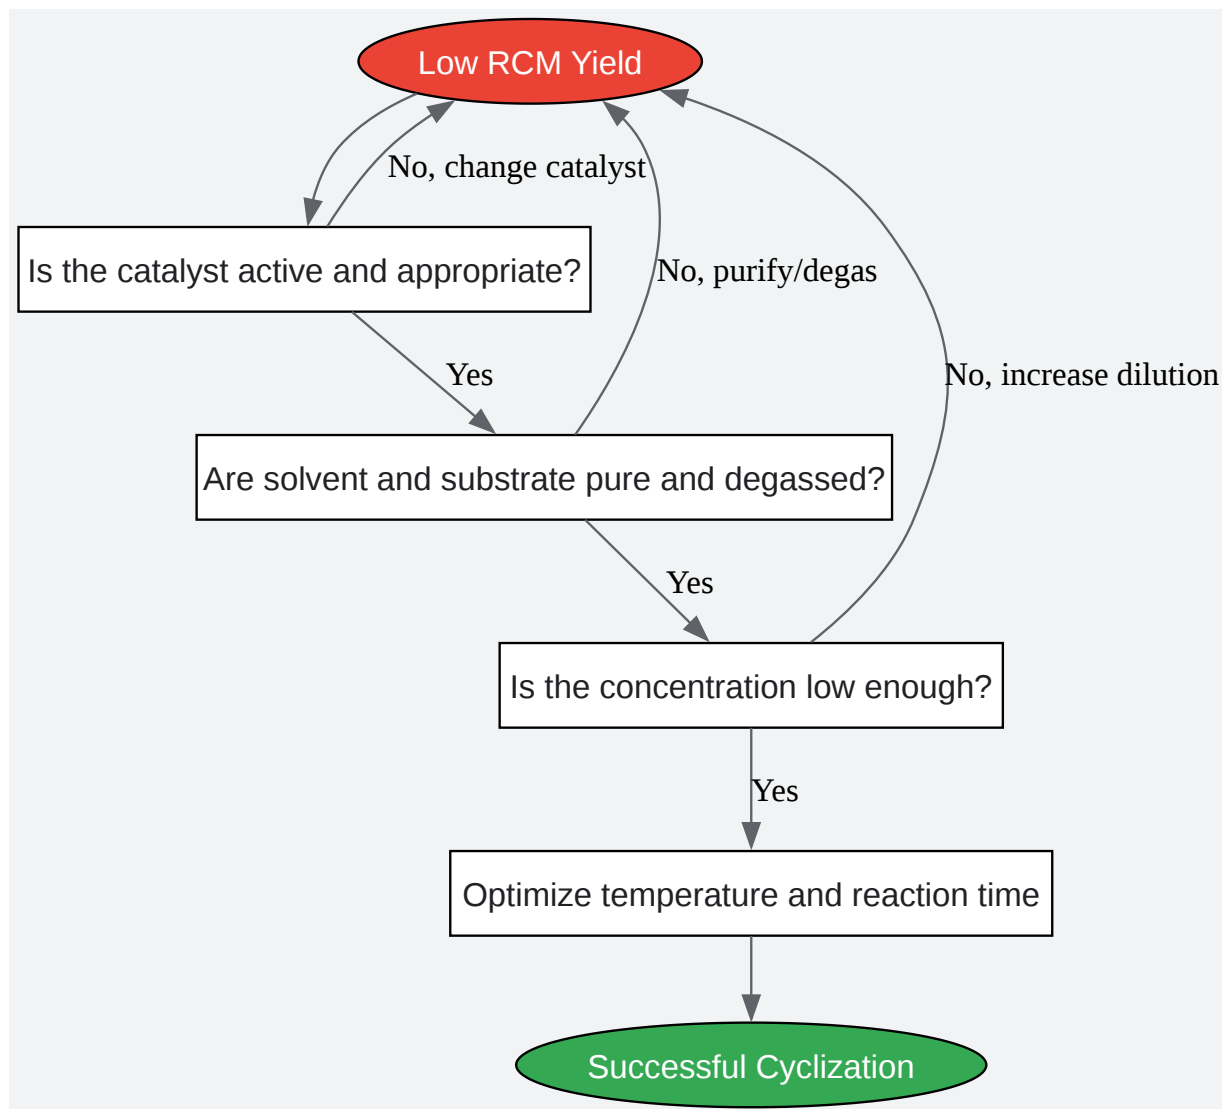 Low RCM Yield
No, change catalyst
Is the catalyst active and appropriate?
No, purify/degas
Yes
No, increase dilution
Are solvent and substrate pure and degassed?
Yes
Is the concentration low enough?
Yes
Optimize temperature and reaction time
Successful Cyclization